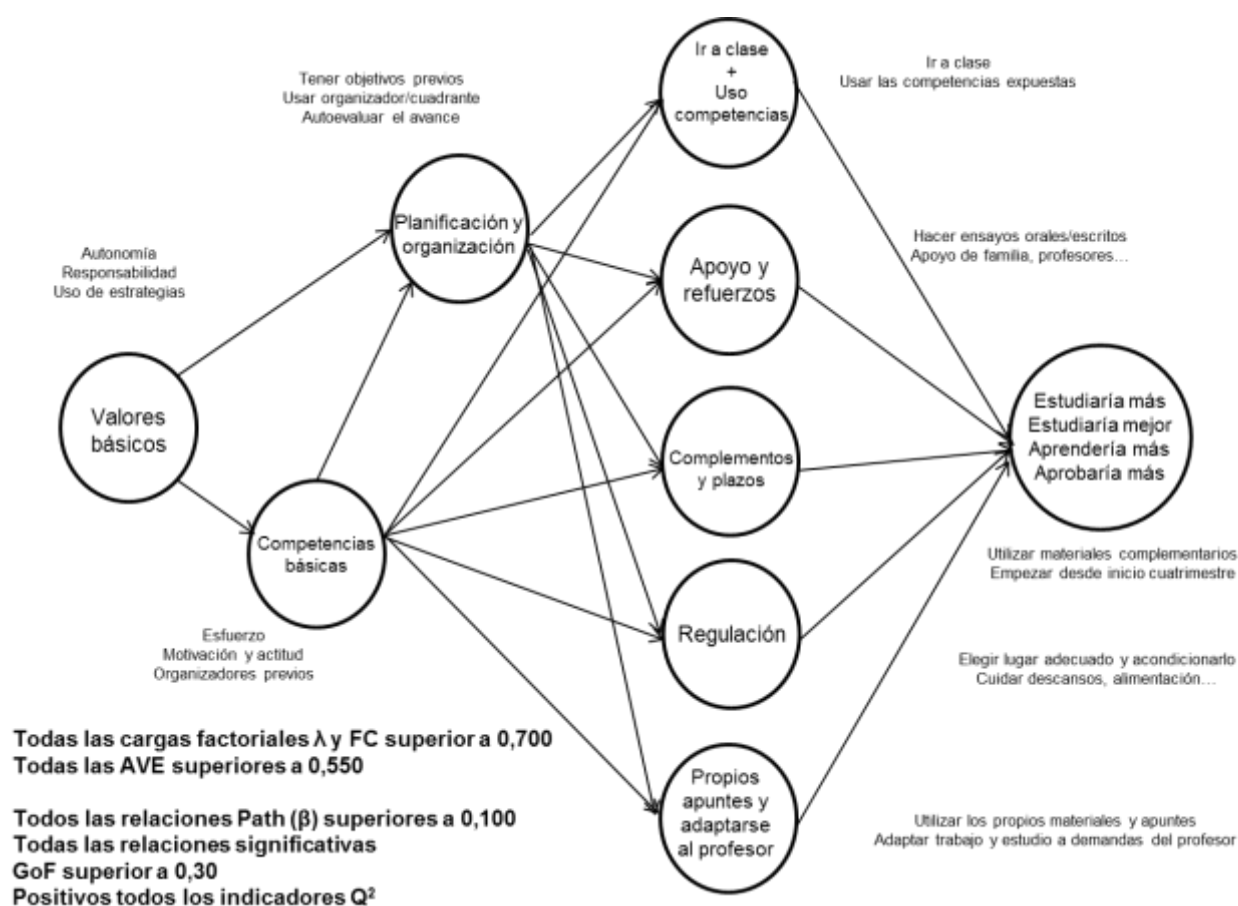 Ir a clase
+
Uso
competencias
Ir a clase
Usar las competencias expuestas
Tener objetivos previos
Usar organizador/cuadrante
Autoevaluar el avance
Planificación y
organización
Autonomía
Responsabilidad
Uso de estrategias
Apoyo y
refuerzos
Hacer ensayos orales/escritos
Apoyo de familia, profesores...
Valores
básicos
Estudiaría más
Estudiaría mejor
Aprendería más
Aprobaría más
Complementos
y plazos
Competencias
básicas
Utilizar materiales complementarios
Empezar desde inicio cuatrimestre
Esfuerzo
Motivación y actitud
Organizadores previos
Regulación
Elegir lugar adecuado y acondicionarlo
Cuidar descansos, alimentación...
Todas las cargas factoriales λ y FC superior a 0,700
Todas las AVE superiores a 0,550
Todos las relaciones Path (β) superiores a 0,100
Todas las relaciones significativas
GoF superior a 0,30
Positivos todos los indicadores Q²
Propios
apuntes y
adaptarse
al profesor
Utilizar los propios materiales y apuntes
Adaptar trabajo y estudio a demandas del profesor